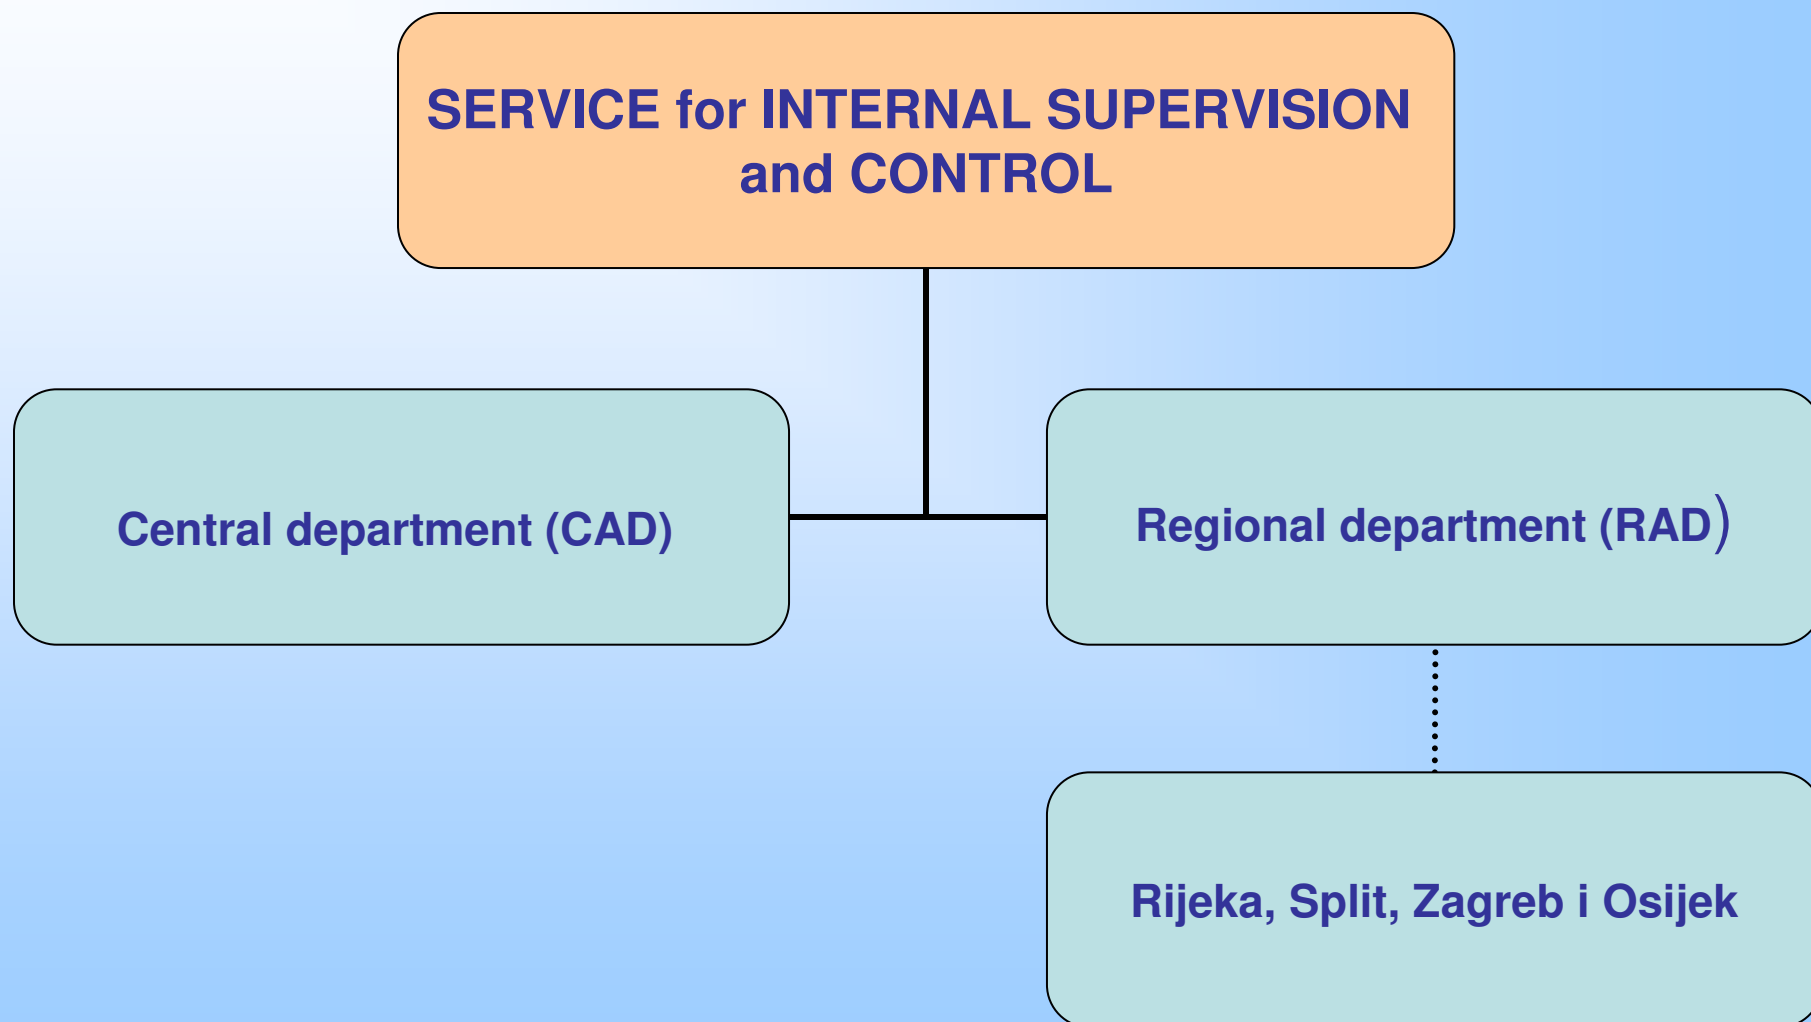 SERVICE for INTERNAL SUPERVISION
and CONTROL
Central department (CAD)
Regional department (RAD)
Rijeka, Split, Zagreb i Osijek